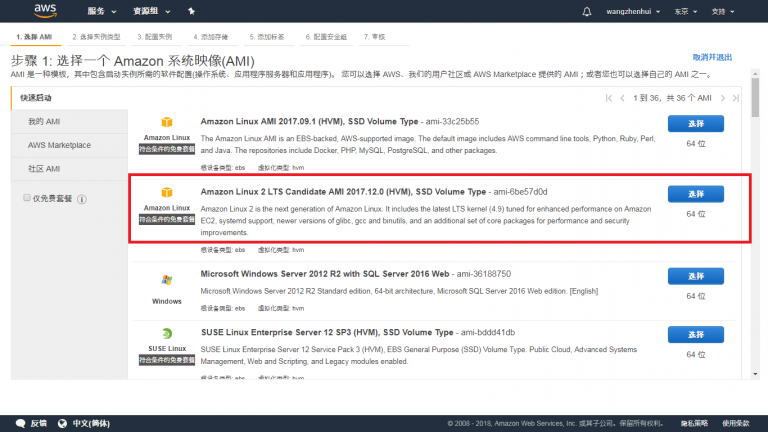 aws 服务 资源组 wangzhenhui 东京 支持
1. 选择 AMI 2. 选择实例类型 3. 配置实例 4. 添加存储 5. 添加标签 6. 配置安全组 7. 审核
步骤 1: 选择一个 Amazon 系统映像(AMI) 取消并退出
AMI 是一种模板，其中包含启动实例所需的软件配置(操作系统、应用程序服务器和应用程序)。 您可以选择 AWS、我们的用户社区或 AWS Marketplace 提供的 AMI；或者您也可以选择自己的 AMI 之一。
快速启动
我的 AMI
AWS Marketplace
社区 AMI
仅免费套餐
1 到 36，共 36 个 AMI
Amazon Linux
符合条件的免费套餐
Amazon Linux AMI 2017.09.1 (HVM), SSD Volume Type - ami-33c25b55
The Amazon Linux AMI is an EBS-backed, AWS-supported image. The default image includes AWS command line tools, Python, Ruby, Perl,
and Java. The repositories include Docker, PHP, MySQL, PostgreSQL, and other packages.
根设备类型: ebs 虚拟化类型: hvm
选择
64 位
Amazon Linux
符合条件的免费套餐
Amazon Linux 2 LTS Candidate AMI 2017.12.0 (HVM), SSD Volume Type - ami-6be57d0d
Amazon Linux 2 is the next generation of Amazon Linux. It includes the latest LTS kernel (4.9) tuned for enhanced performance on Amazon
EC2, systemd support, newer versions of glibc, gcc and binutils, and an additional set of core packages for performance and security
improvements.
根设备类型: ebs 虚拟化类型: hvm
选择
64 位
Windows
Microsoft Windows Server 2012 R2 with SQL Server 2016 Web - ami-36188750
Microsoft Windows Server 2012 R2 Standard edition, 64-bit architecture, Microsoft SQL Server 2016 Web edition. [English]
根设备类型: ebs 虚拟化类型: hvm
选择
64 位
SUSE Linux
符合条件的免费套餐
SUSE Linux Enterprise Server 12 SP3 (HVM), SSD Volume Type - ami-bddd41db
SUSE Linux Enterprise Server 12 Service Pack 3 (HVM), EBS General Purpose (SSD) Volume Type. Public Cloud, Advanced Systems
Management, Web and Scripting, and Legacy modules enabled.
根设备类型: ebs 虚拟化类型: hvm
选择
64 位
反馈 中文(简体) © 2008 - 2018, Amazon Web Services, Inc. 或其子公司。保留所有权利。 隐私策略 使用条款